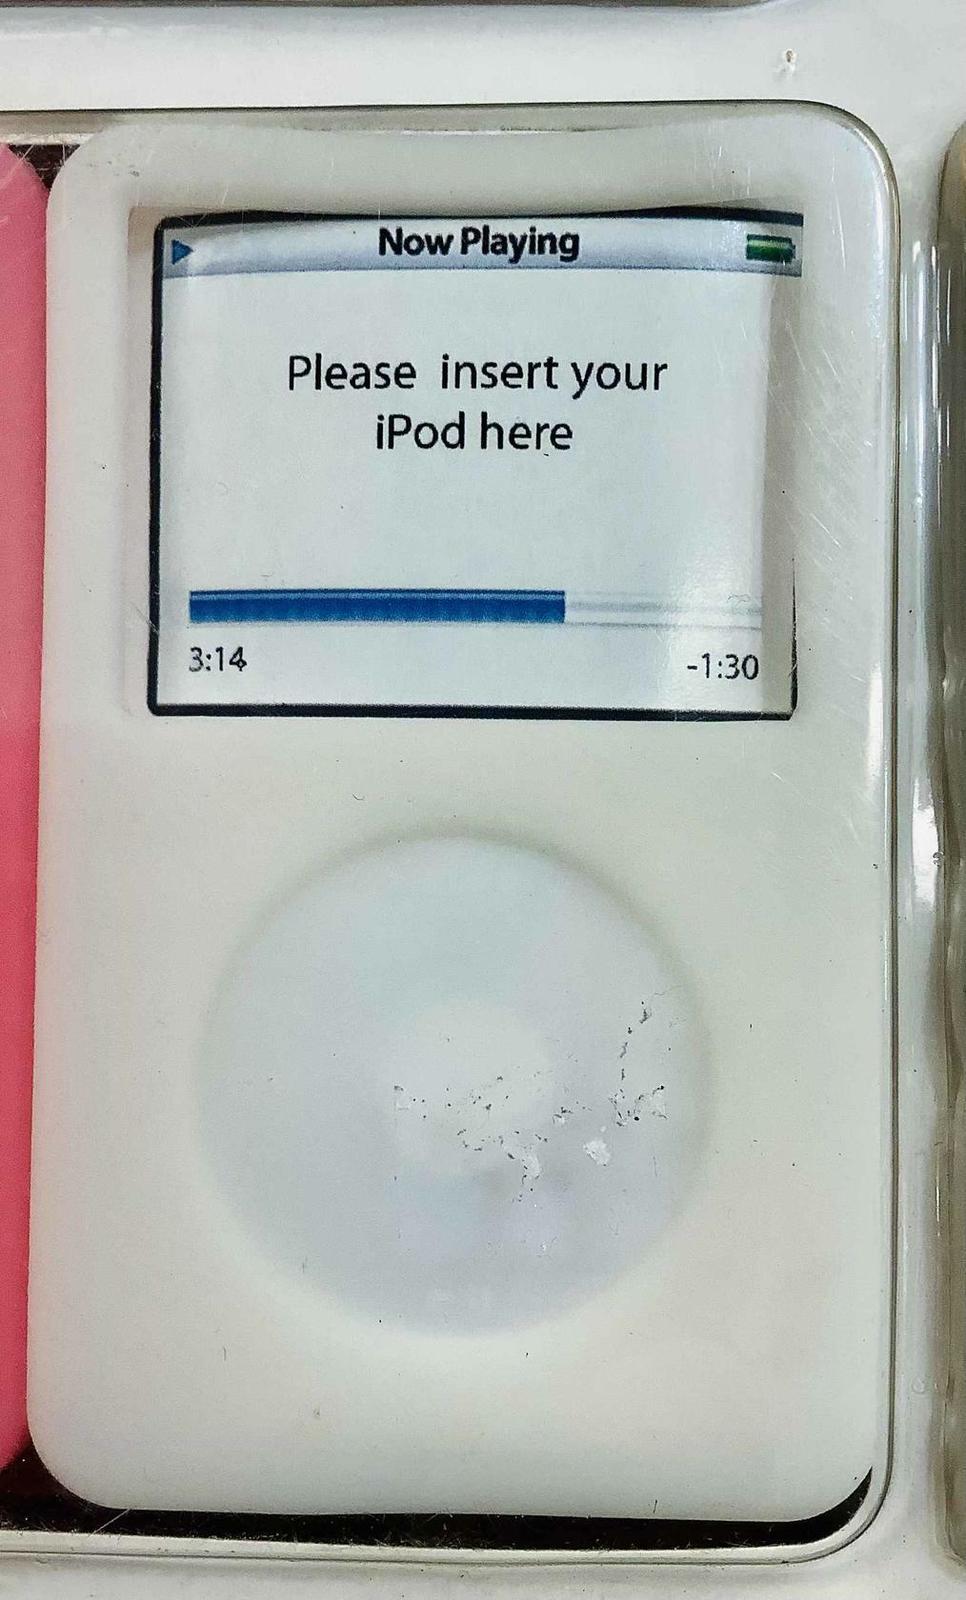 Now Playing
Please insert your
iPod here
3:14
-1:30